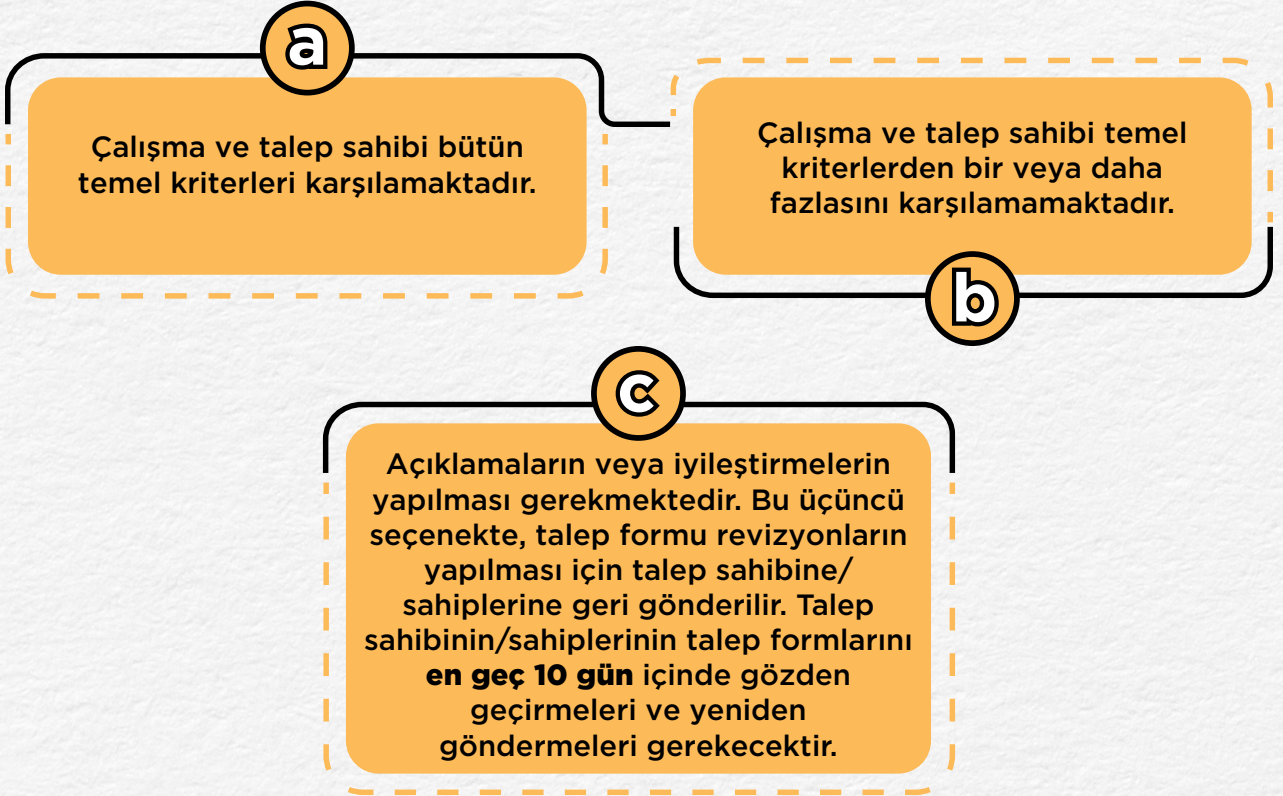 a
Çalışma ve talep sahibi bütün
temel kriterleri karşılamaktadır.
Çalışma ve talep sahibi temel
kriterlerden bir veya daha
fazlasını karşılamamaktadır.
b
c
Açıklamaların veya iyileştirmelerin
yapılması gerekmektedir. Bu üçüncü
seçenekte, talep formu revizyonların
yapılması için talep sahibine/
sahiplerine geri gönderilir. Talep
sahibinin/sahiplerinin talep formlarını
en geç 10 gün içinde gözden
geçirmeleri ve yeniden
göndermeleri gerekecektir.